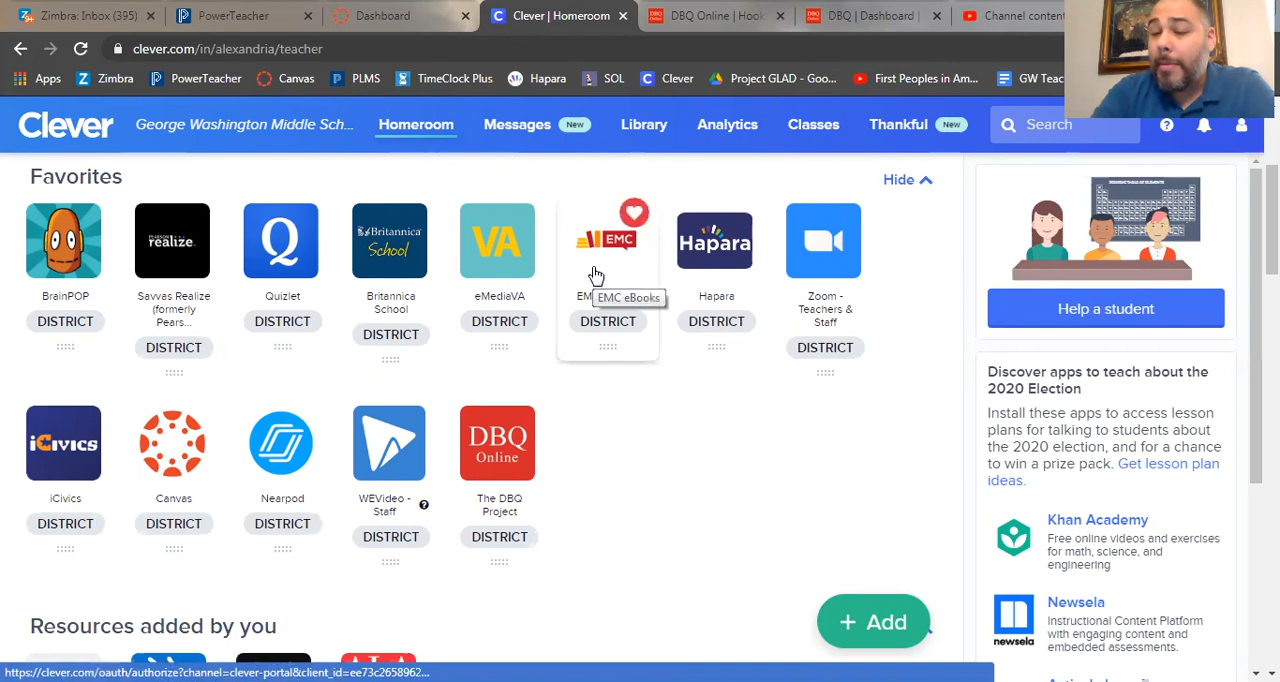 Zimbra: Inbox (395)
PowerTeacher
Dashboard
Clever | Homeroom
DBQ Online | Hook
DBQ | Dashboard |
Channel content
clever.com/in/alexandria/teacher
Apps
Zimbra
PowerTeacher
Canvas
PLMS
TimeClock Plus
Hapara
SOL
Clever
Project GLAD - Goo...
First Peoples in Am...
GW Teac
Clever
George Washington Middle Sch...
Homeroom
Messages New
Library
Analytics
Classes
Thankful New
Search
Favorites
Hide
realize.
Britannica
School
VA
EMC
Hapara
BrainPOP
DISTRICT
Savvas Realize
(formerly
Pears...
DISTRICT
Quizlet
DISTRICT
Britannica
School
DISTRICT
eMediaVA
DISTRICT
EMC eBooks
DISTRICT
Hapara
DISTRICT
Zoom -
Teachers &
Staff
DISTRICT
iCivics
DBQ
Online
iCivics
DISTRICT
Canvas
DISTRICT
Nearpod
DISTRICT
WEVideo -
Staff
DISTRICT
The DBQ
Project
DISTRICT
+ Add
Resources added by you
Help a student
Discover apps to teach about the
2020 Election
Install these apps to access lesson
plans for talking to students about
the 2020 election, and for a chance
to win a prize pack. Get lesson plan
ideas.
Khan Academy
Free online videos and exercises
for math, science, and
engineering
newsela
Newsela
Instructional Content Platform
with engaging content and
embedded assessments.
https://clever.com/oauth/authorize?channel=clever-portal&client_id=ee73c2658962...